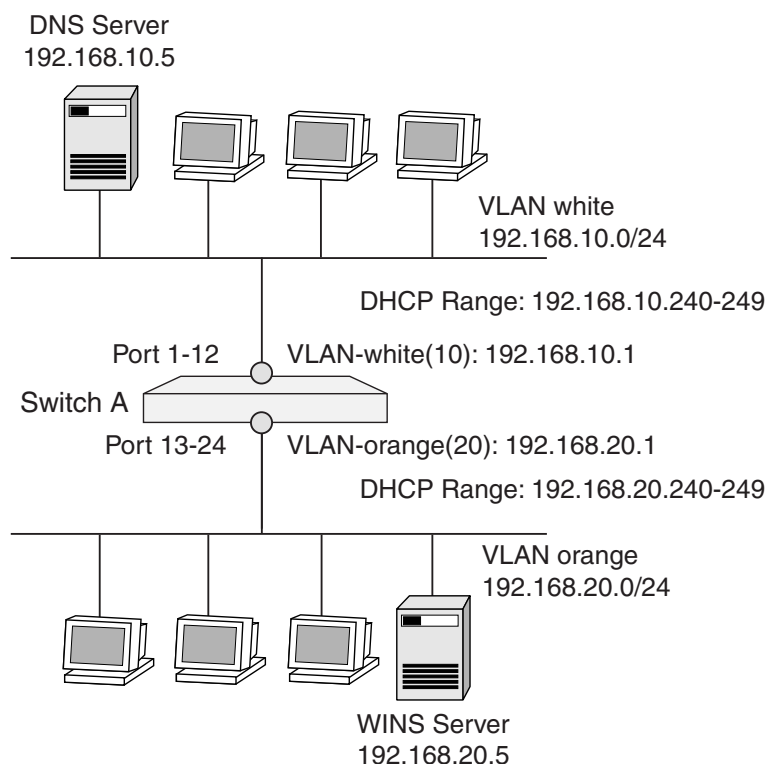 DNS Server
192.168.10.5
VLAN white
192.168.10.0/24
DHCP Range: 192.168.10.240-249
Port 1-12
VLAN-white(10): 192.168.10.1
Switch A
Port 13-24
VLAN-orange(20): 192.168.20.1
DHCP Range: 192.168.20.240-249
VLAN orange
192.168.20.0/24
WINS Server
192.168.20.5